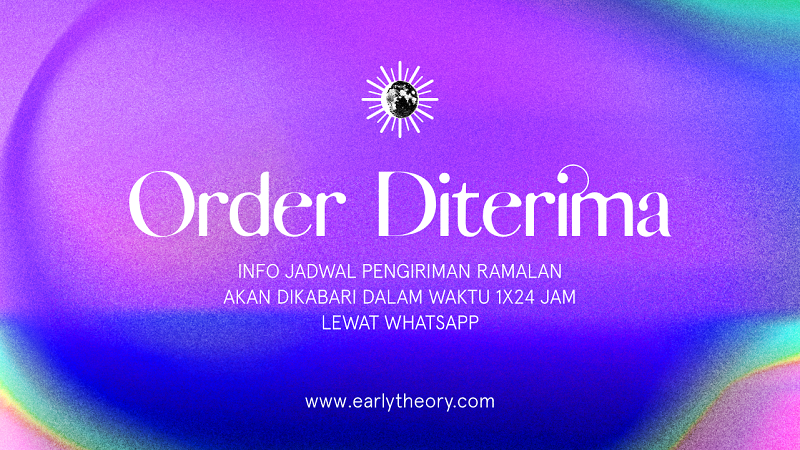 Order Diterima
INFO JADWAL PENGIRIMAN RAMALAN
AKAN DIKABARI DALAM WAKTU 1X24 JAM
LEWAT WHATSAPP
www.earlytheory.com